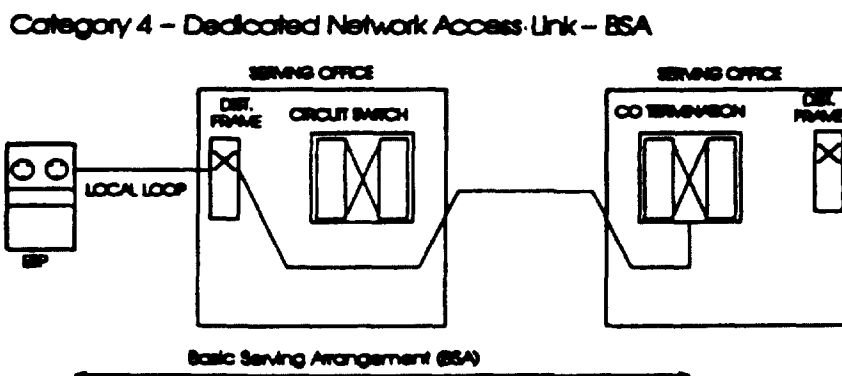 Category 4 – Dedicated Network Access Link – BSA
SERVING OFFICE
SERVING OFFICE
DIST.
FRAME
CIRCUIT SWITCH
CO TERMINATION
DIST.
FRAME
LOCAL LOOP
ESP
Basic Serving Arrangement (BSA)